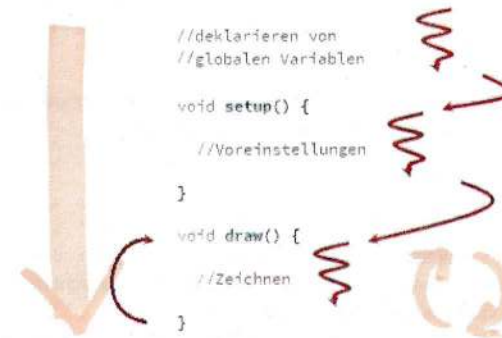 //deklarieren von
//globalen Variablen
void setup() {
//Voreinstellungen
}
void draw() {
//Zeichnen
}